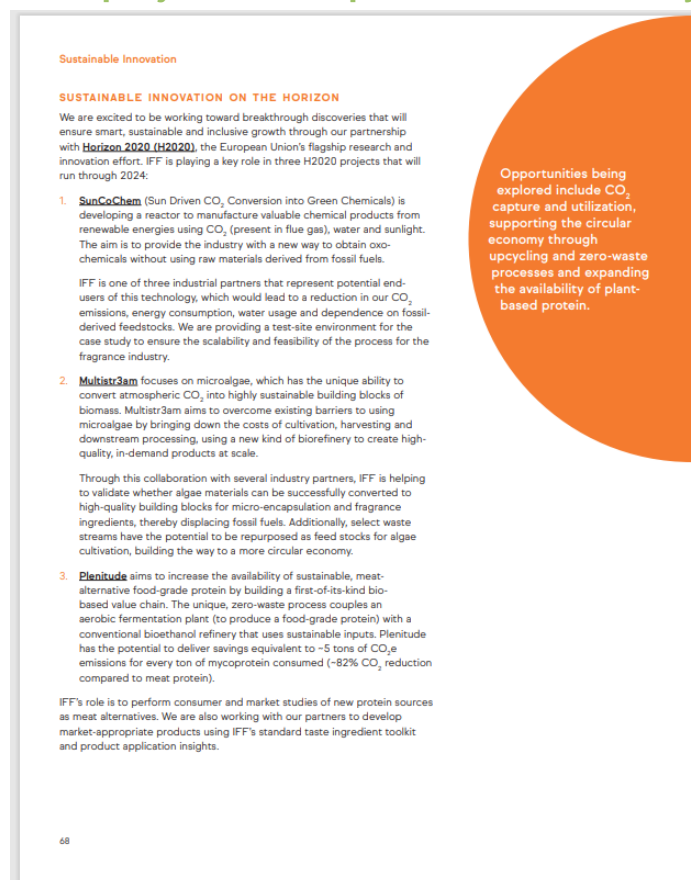 Sustainable Innovation
SUSTAINABLE INNOVATION ON THE HORIZON
We are excited to be working toward breakthrough discoveries that will
ensure smart, sustainable and inclusive growth through our partnership
with Horizon 2020 (H2020), the European Union's flagship research and
innovation effort. IFF is playing a key role in three H2020 projects that will
run through 2024:
1. SunCoChem (Sun Driven CO₂ Conversion into Green Chemicals) is
developing a reactor to manufacture valuable chemical products from
renewable energies using CO₂ (present in flue gas), water and sunlight.
The aim is to provide the industry with a new way to obtain oxo-
chemicals without using raw materials derived from fossil fuels.
IFF is one of three industrial partners that represent potential end-
users of this technology, which would lead to a reduction in our CO₂
emissions, energy consumption, water usage and dependence on fossil-
derived feedstocks. We are providing a test-site environment for the
case study to ensure the scalability and feasibility of the process for the
fragrance industry.
2. Multistr3am focuses on microalgae, which has the unique ability to
convert atmospheric CO₂ into highly sustainable building blocks of
biomass. Multistr3am aims to overcome existing barriers to using
microalgae by bringing down the costs of cultivation, harvesting and
downstream processing, using a new kind of biorefinery to create high-
quality, in-demand products at scale.
Through this collaboration with several industry partners, IFF is helping
to validate whether algae materials can be successfully converted to
high-quality building blocks for micro-encapsulation and fragrance
ingredients, thereby displacing fossil fuels. Additionally, select waste
streams have the potential to be repurposed as feed stocks for algae
cultivation, building the way to a more circular economy.
3. Plenitude aims to increase the availability of sustainable, meat-
alternative food-grade protein by building a first-of-its-kind bio-
based value chain. The unique, zero-waste process couples an
aerobic fermentation plant (to produce a food-grade protein) with a
conventional bioethanol refinery that uses sustainable inputs. Plenitude
has the potential to deliver savings equivalent to ~5 tons of CO₂e
emissions for every ton of mycoprotein consumed (~82% CO₂ reduction
compared to meat protein).
IFF's role is to perform consumer and market studies of new protein sources
as meat alternatives. We are also working with our partners to develop
market-appropriate products using IFF's standard taste ingredient toolkit
and product application insights.
Opportunities being
explored include CO₂
capture and utilization,
supporting the circular
economy through
upcycling and zero-waste
processes and expanding
the availability of plant-
based protein.
68